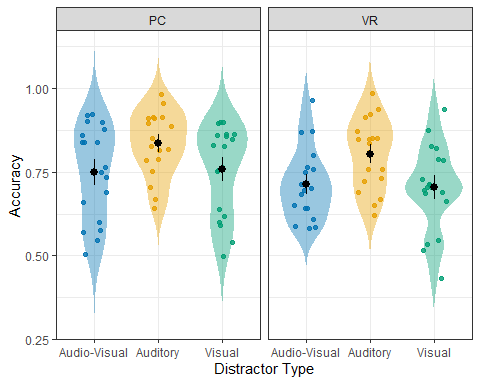 PC VR
Accuracy
1.00
0.75
0.50
0.25
Audio-Visual Auditory Visual Audio-Visual Auditory Visual
Distractor Type